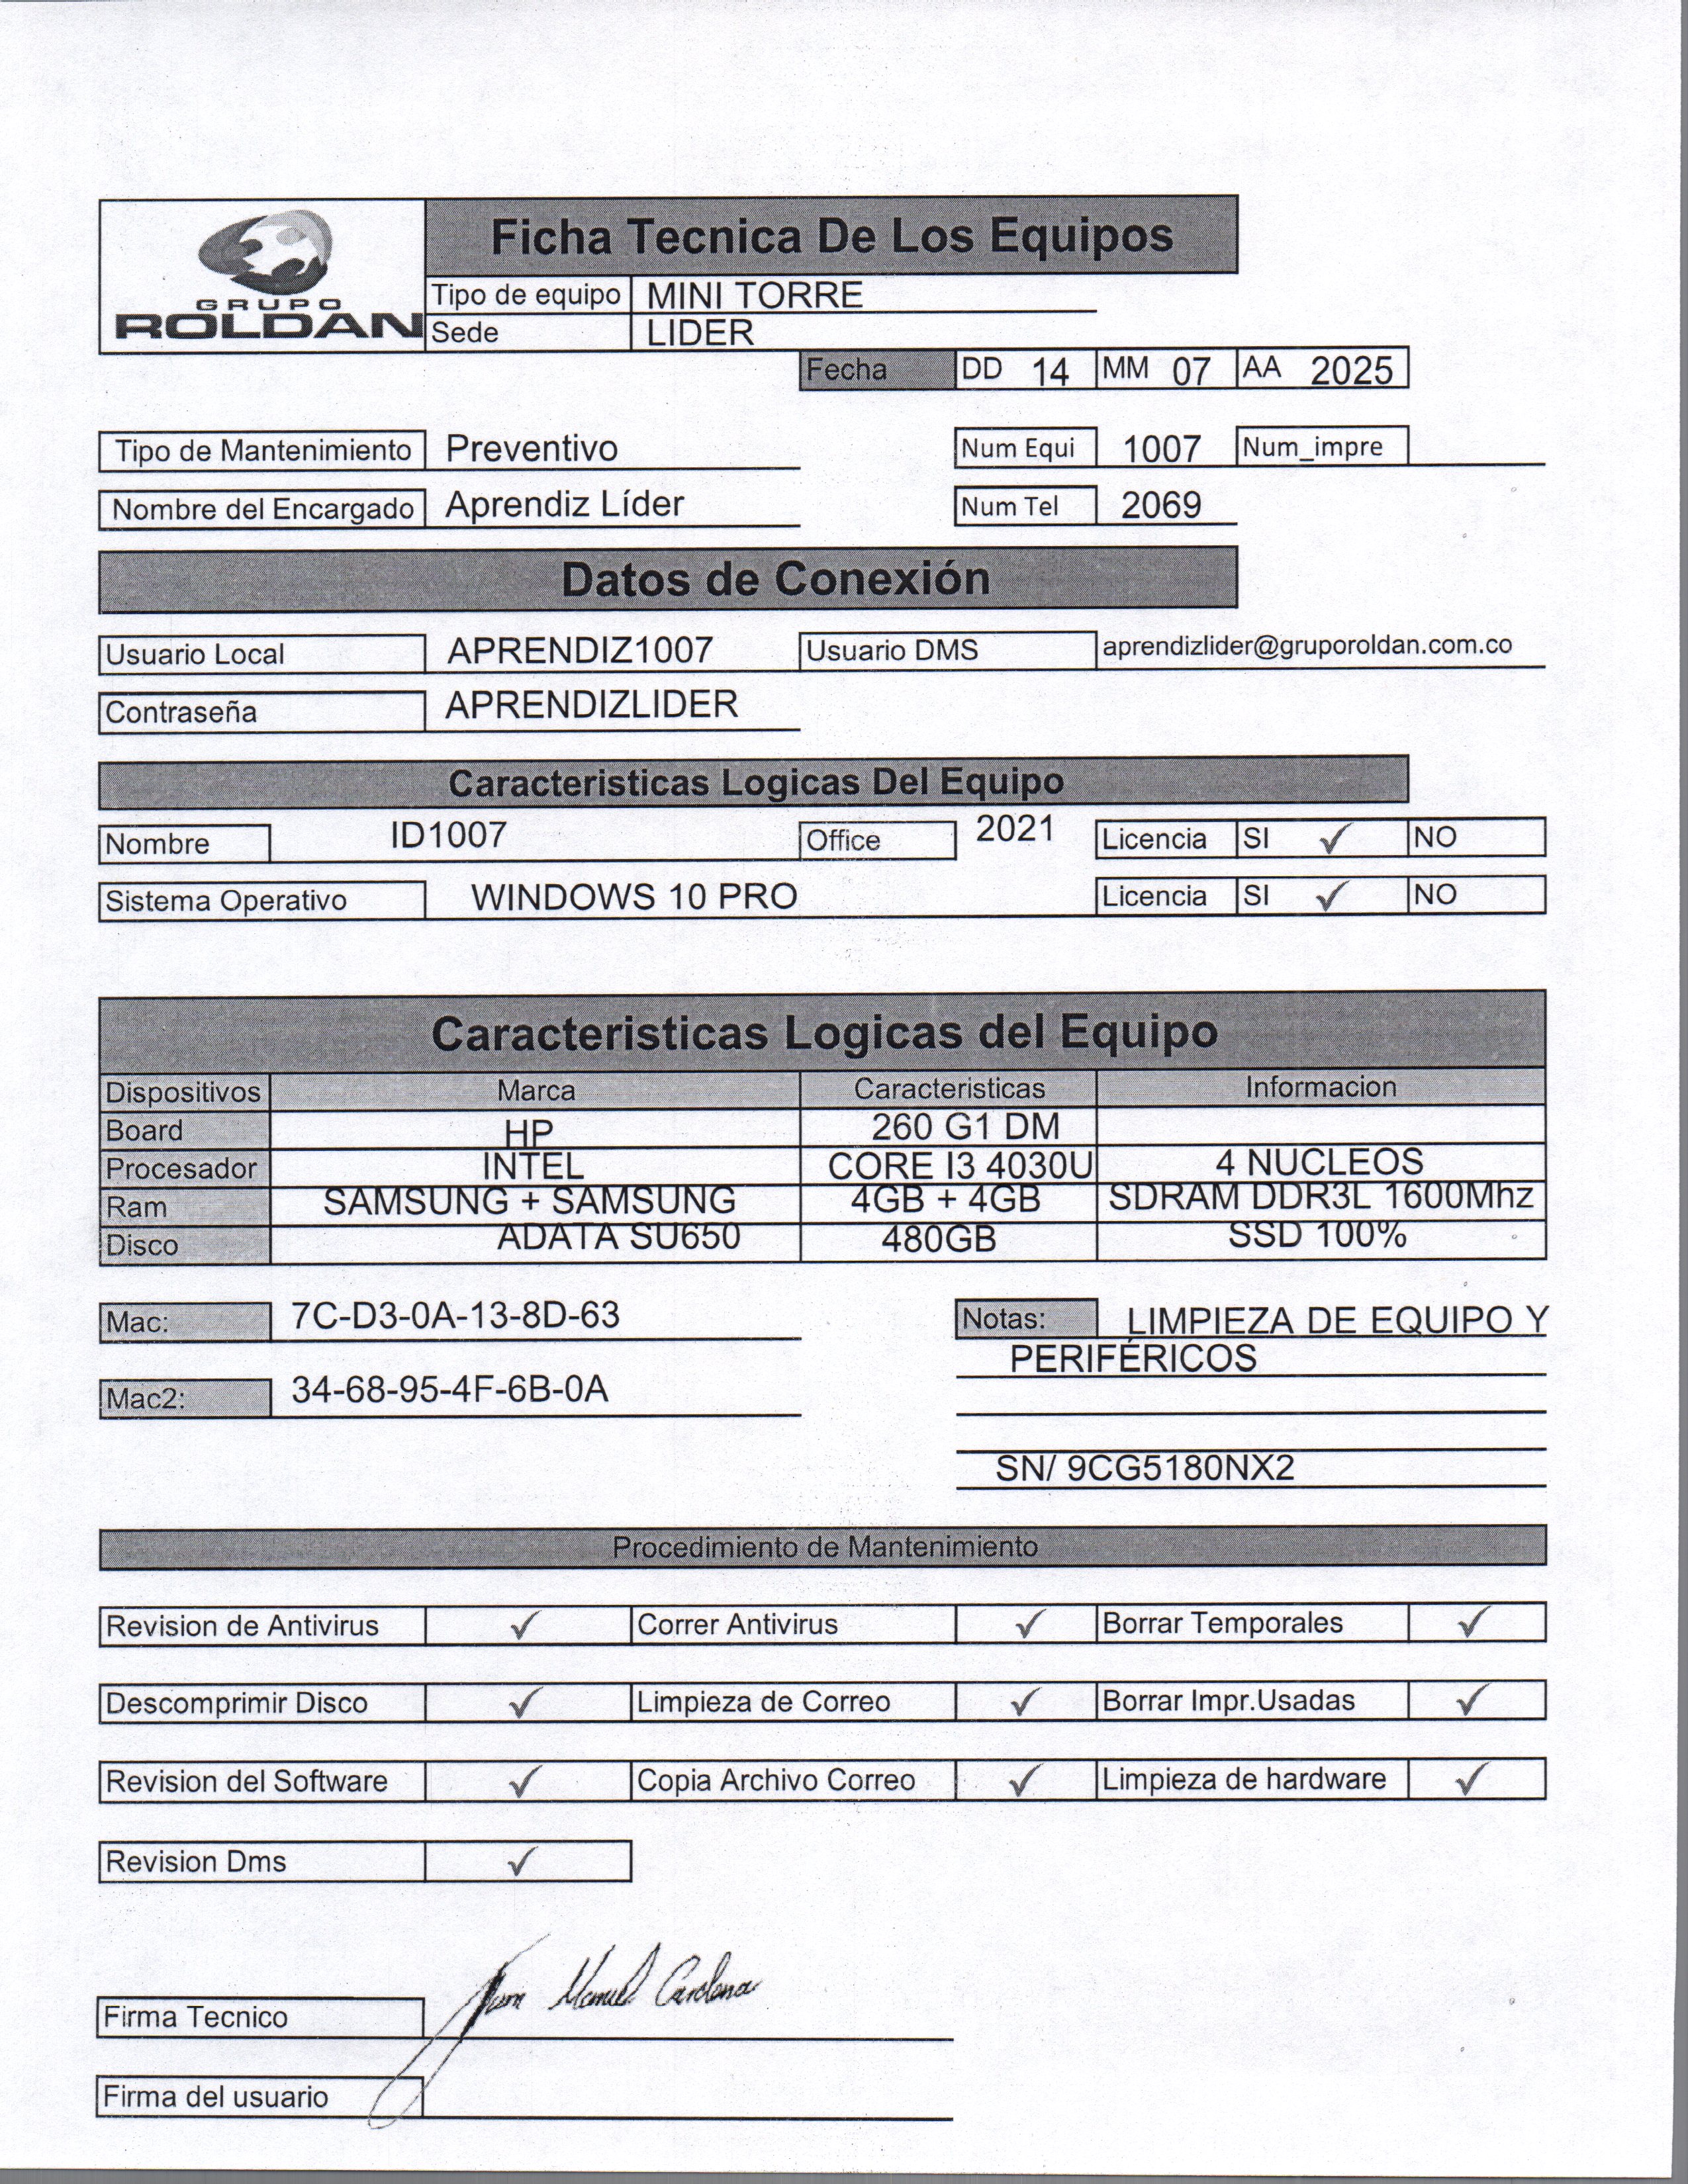 Ficha Tecnica De Los Equipos
GRUPO
ROLDAN
Tipo de equipo MINI TORRE
Sede LIDER
Fecha DD 14 MM 07 AA 2025
Tipo de Mantenimiento Preventivo Num Equi 1007 Num_impre
Nombre del Encargado Aprendiz Líder Num Tel 2069
Datos de Conexión
Usuario Local APRENDIZ1007 Usuario DMS aprendizlider@gruporoldan.com.co
Contraseña APRENDIZLIDER
Caracteristicas Logicas Del Equipo
Nombre ID1007 Office 2021 Licencia SI ✓ NO
Sistema Operativo WINDOWS 10 PRO Licencia SI ✓ NO
Caracteristicas Logicas del Equipo
Dispositivos Marca Caracteristicas Informacion
Board HP 260 G1 DM
Procesador INTEL CORE I3 4030U 4 NUCLEOS
Ram SAMSUNG + SAMSUNG 4GB + 4GB SDRAM DDR3L 1600Mhz
Disco ADATA SU650 480GB SSD 100%
Mac: 7C-D3-0A-13-8D-63 Notas: LIMPIEZA DE EQUIPO Y
PERIFÉRICOS
Mac2: 34-68-95-4F-6B-0A
SN/ 9CG5180NX2
Procedimiento de Mantenimiento
Revision de Antivirus ✓ Correr Antivirus ✓ Borrar Temporales ✓
Descomprimir Disco ✓ Limpieza de Correo ✓ Borrar Impr.Usadas ✓
Revision del Software ✓ Copia Archivo Correo ✓ Limpieza de hardware ✓
Revision Dms ✓
Firma Tecnico Juan Manuel Cardona
Firma del usuario